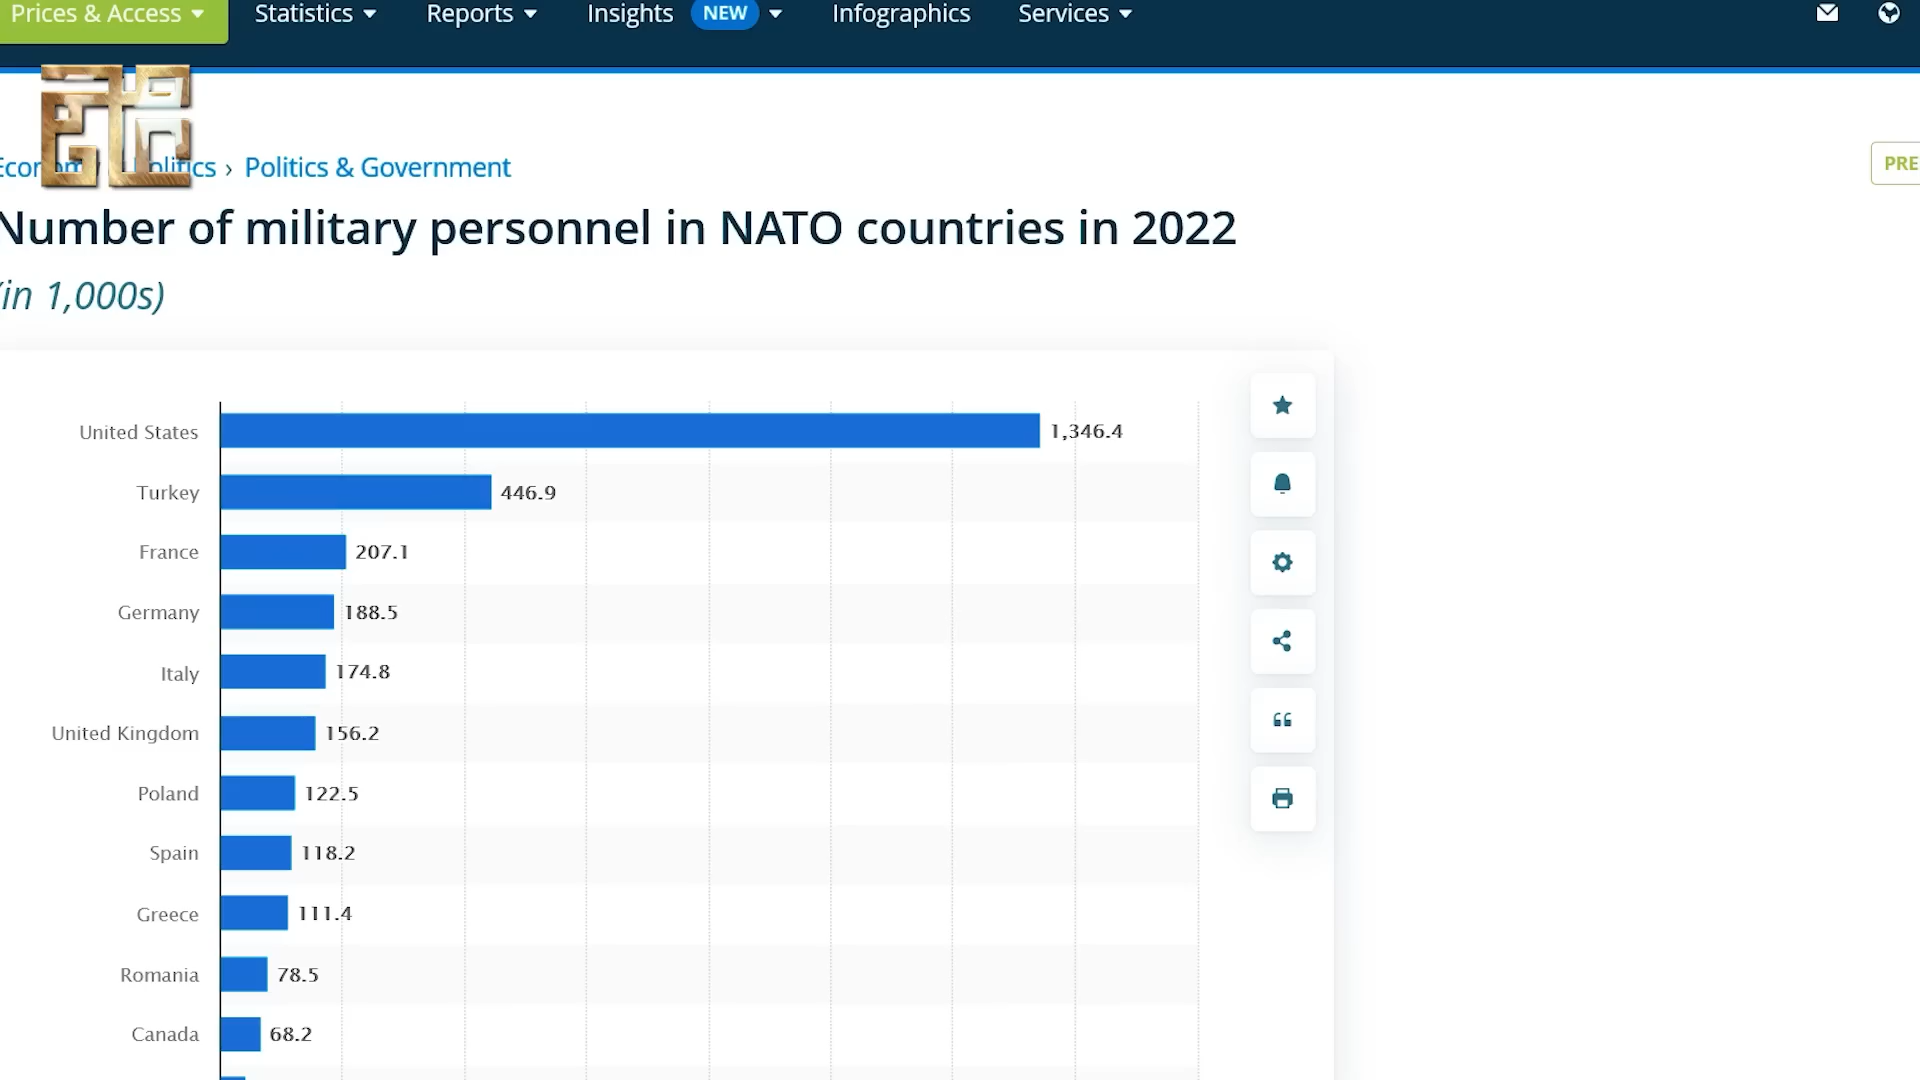 Prices & Access Statistics Reports Insights NEW Infographics Services
Politics & Government
PRE
Number of military personnel in NATO countries in 2022
(in 1,000s)
United States 1,346.4
Turkey 446.9
France 207.1
Germany 188.5
Italy 174.8
United Kingdom 156.2
Poland 122.5
Spain 118.2
Greece 111.4
Romania 78.5
Canada 68.2